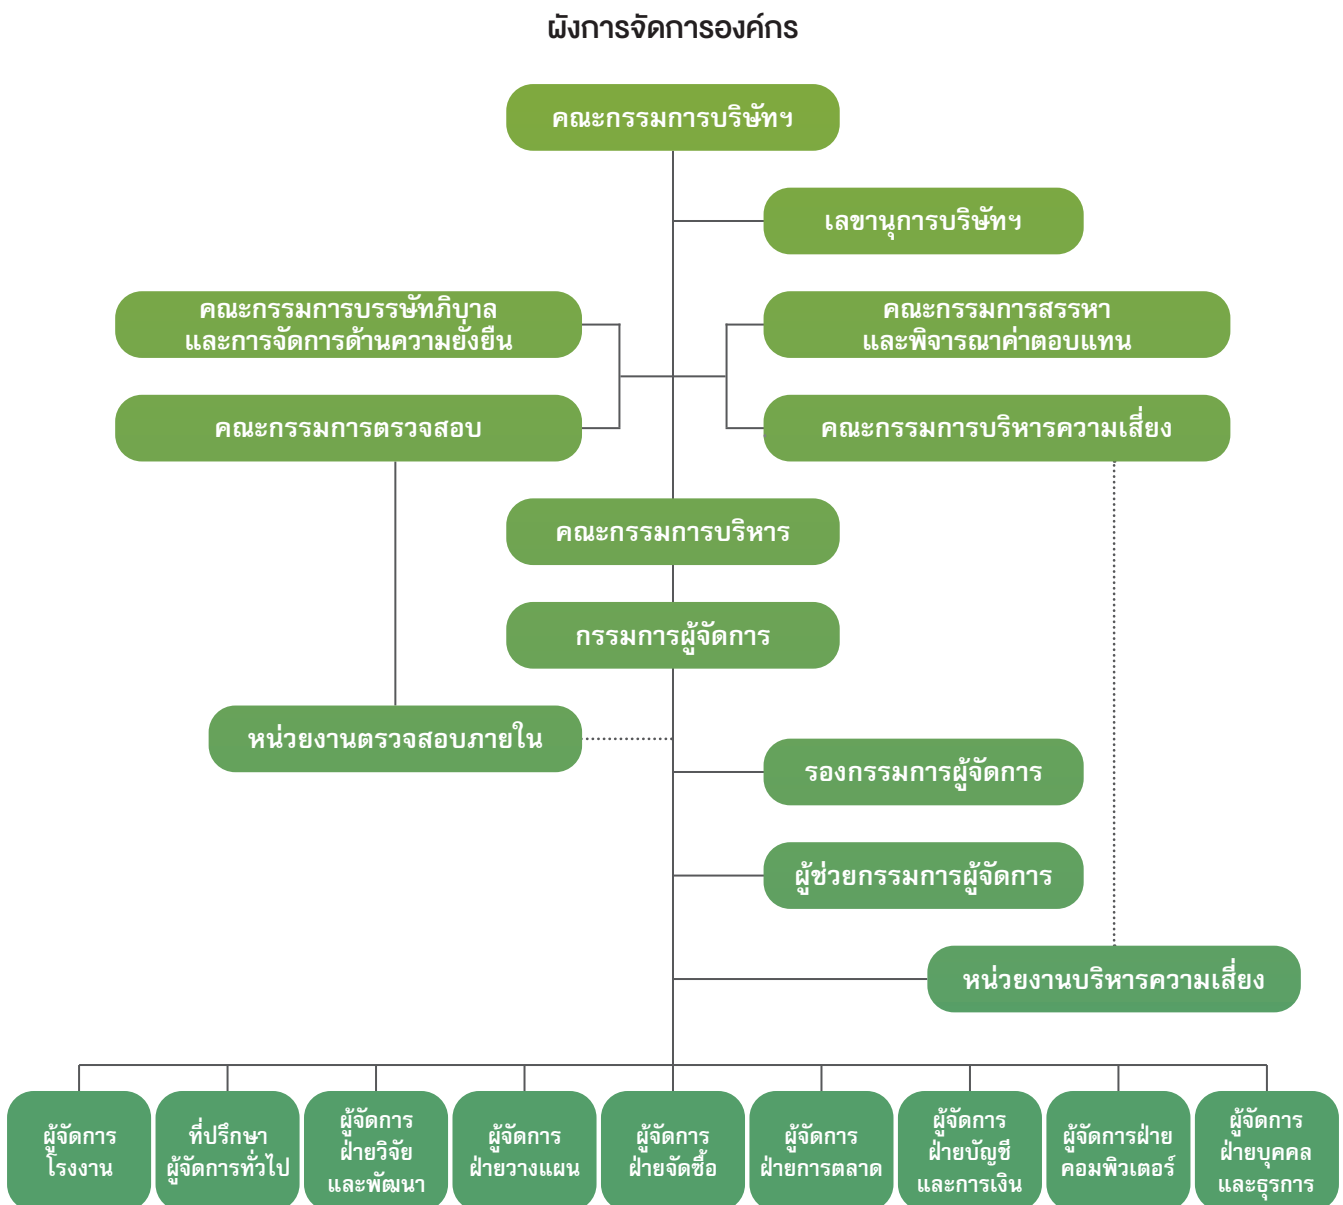 ผังการจัดการองค์กร
คณะกรรมการบริษัทฯ
เลขานุการบริษัทฯ
คณะกรรมการบรรษัทภิบาล
และการจัดการด้านความยั่งยืน
คณะกรรมการสรรหา
และพิจารณาค่าตอบแทน
คณะกรรมการตรวจสอบ
คณะกรรมการบริหารความเสี่ยง
คณะกรรมการบริหาร
กรรมการผู้จัดการ
หน่วยงานตรวจสอบภายใน
รองกรรมการผู้จัดการ
ผู้ช่วยกรรมการผู้จัดการ
หน่วยงานบริหารความเสี่ยง
ผู้จัดการ
โรงงาน
ที่ปรึกษา
ผู้จัดการทั่วไป
ผู้จัดการ
ฝ่ายวิจัย
และพัฒนา
ผู้จัดการ
ฝ่ายวางแผน
ผู้จัดการ
ฝ่ายจัดซื้อ
ผู้จัดการ
ฝ่ายการตลาด
ผู้จัดการ
ฝ่ายบัญชี
และการเงิน
ผู้จัดการฝ่าย
คอมพิวเตอร์
ผู้จัดการ
ฝ่ายบุคคล
และธุรการ